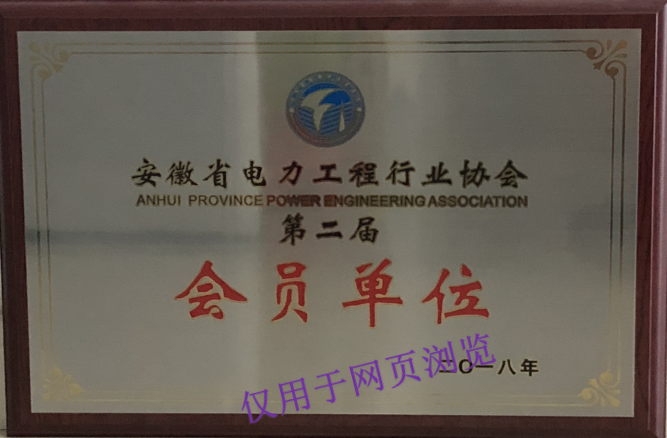 安徽省电力工程行业协会
ANHUI PROVINCE POWER ENGINEERING ASSOCIATION
第二届
会员单位
二〇一八年
仅用于网页浏览